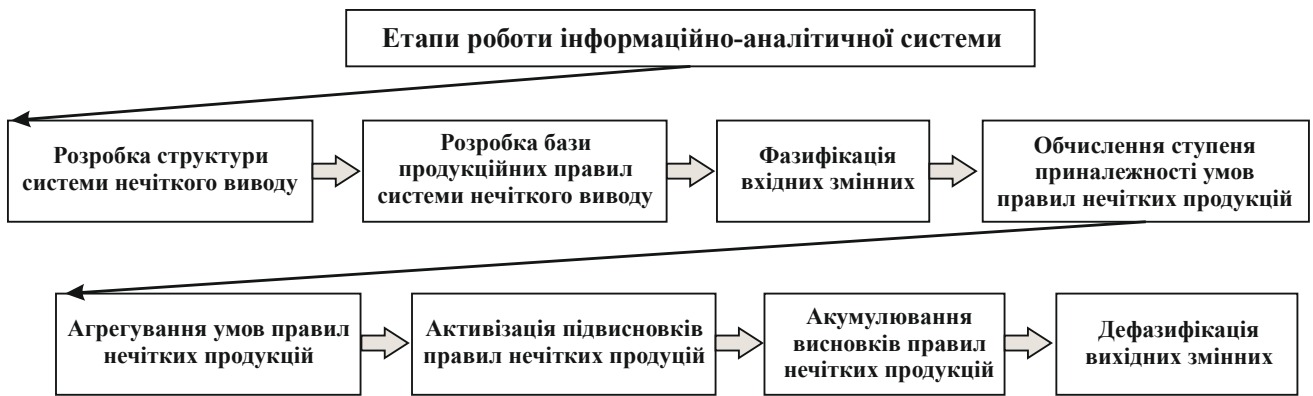 Етапи роботи інформаційно-аналітичної системи
Розробка структури
системи нечіткого виводу
Розробка бази
продукційних правил
системи нечіткого виводу
Фазифікація
вхідних змінних
Обчислення ступеня
приналежності умов
правил нечітких продукцій
Агрегування умов правил
нечітких продукцій
Активізація підвисновків
правил нечітких продуцій
Акумулювання
висновків правил
нечітких продукцій
Дефазифікація
вихідних змінних